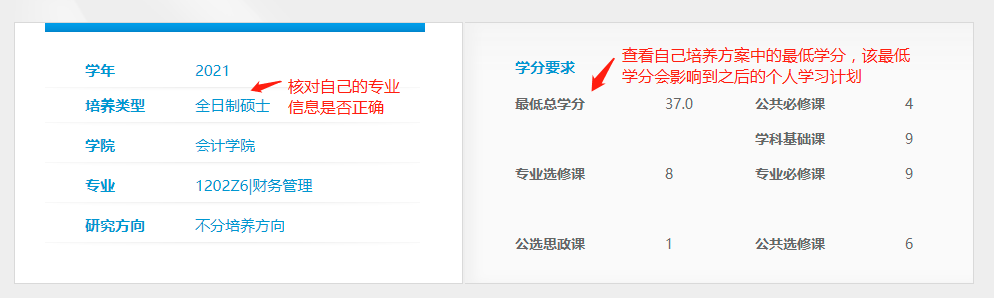 学年 2021
培养类型 全日制硕士
学院 会计学院
专业 1202Z6|财务管理
研究方向 不分培养方向
核对自己的专业
信息是否正确
学分要求
查看自己培养方案中的最低学分，该最低
学分会影响到之后的个人学习计划
最低总学分 37.0 公共必修课 4
学科基础课 9
专业选修课 8 专业必修课 9
公选思政课 1 公共选修课 6